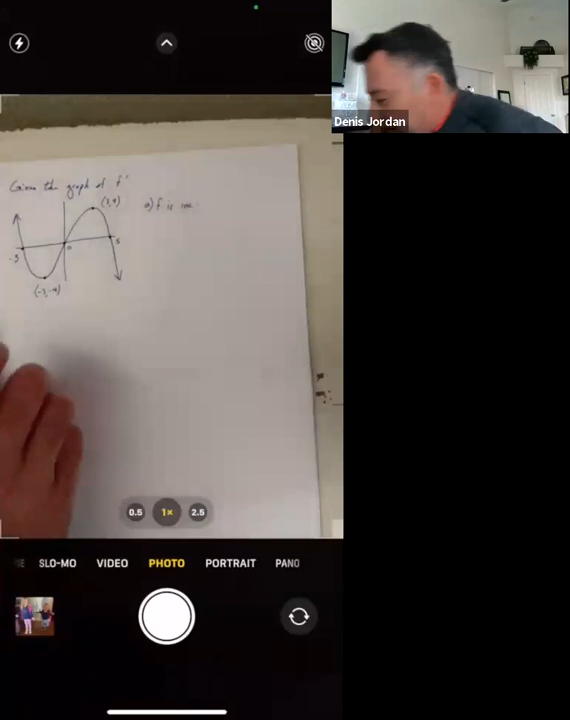 Denis Jordan
Given the graph of f'
(3,4)
a) f is inc:
-5
0
5
(-3,-4)
0.5
1×
2.5
SLO-MO
VIDEO
PHOTO
PORTRAIT
PANO